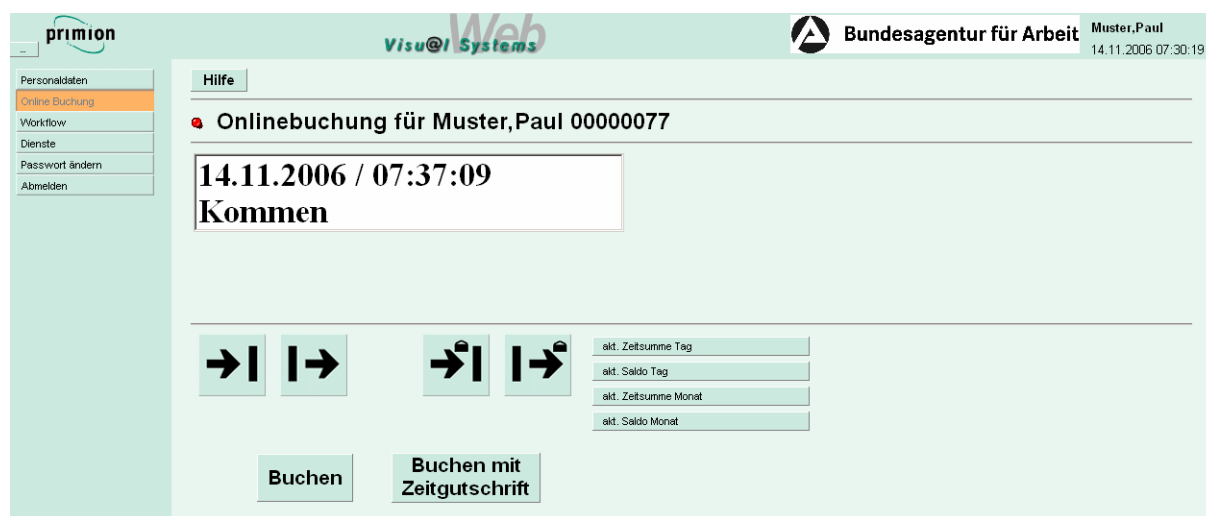 primion
Visu@l Systems Web
Bundesagentur für Arbeit
Muster,Paul
14.11.2006 07:30:19
Personaldaten
Online Buchung
Workflow
Dienste
Passwort ändern
Abmelden
Hilfe
Onlinebuchung für Muster,Paul 00000077
14.11.2006 / 07:37:09
Kommen
akt. Zeitsumme Tag
akt. Saldo Tag
akt. Zeitsumme Monat
akt. Saldo Monat
Buchen
Buchen mit
Zeitgutschrift